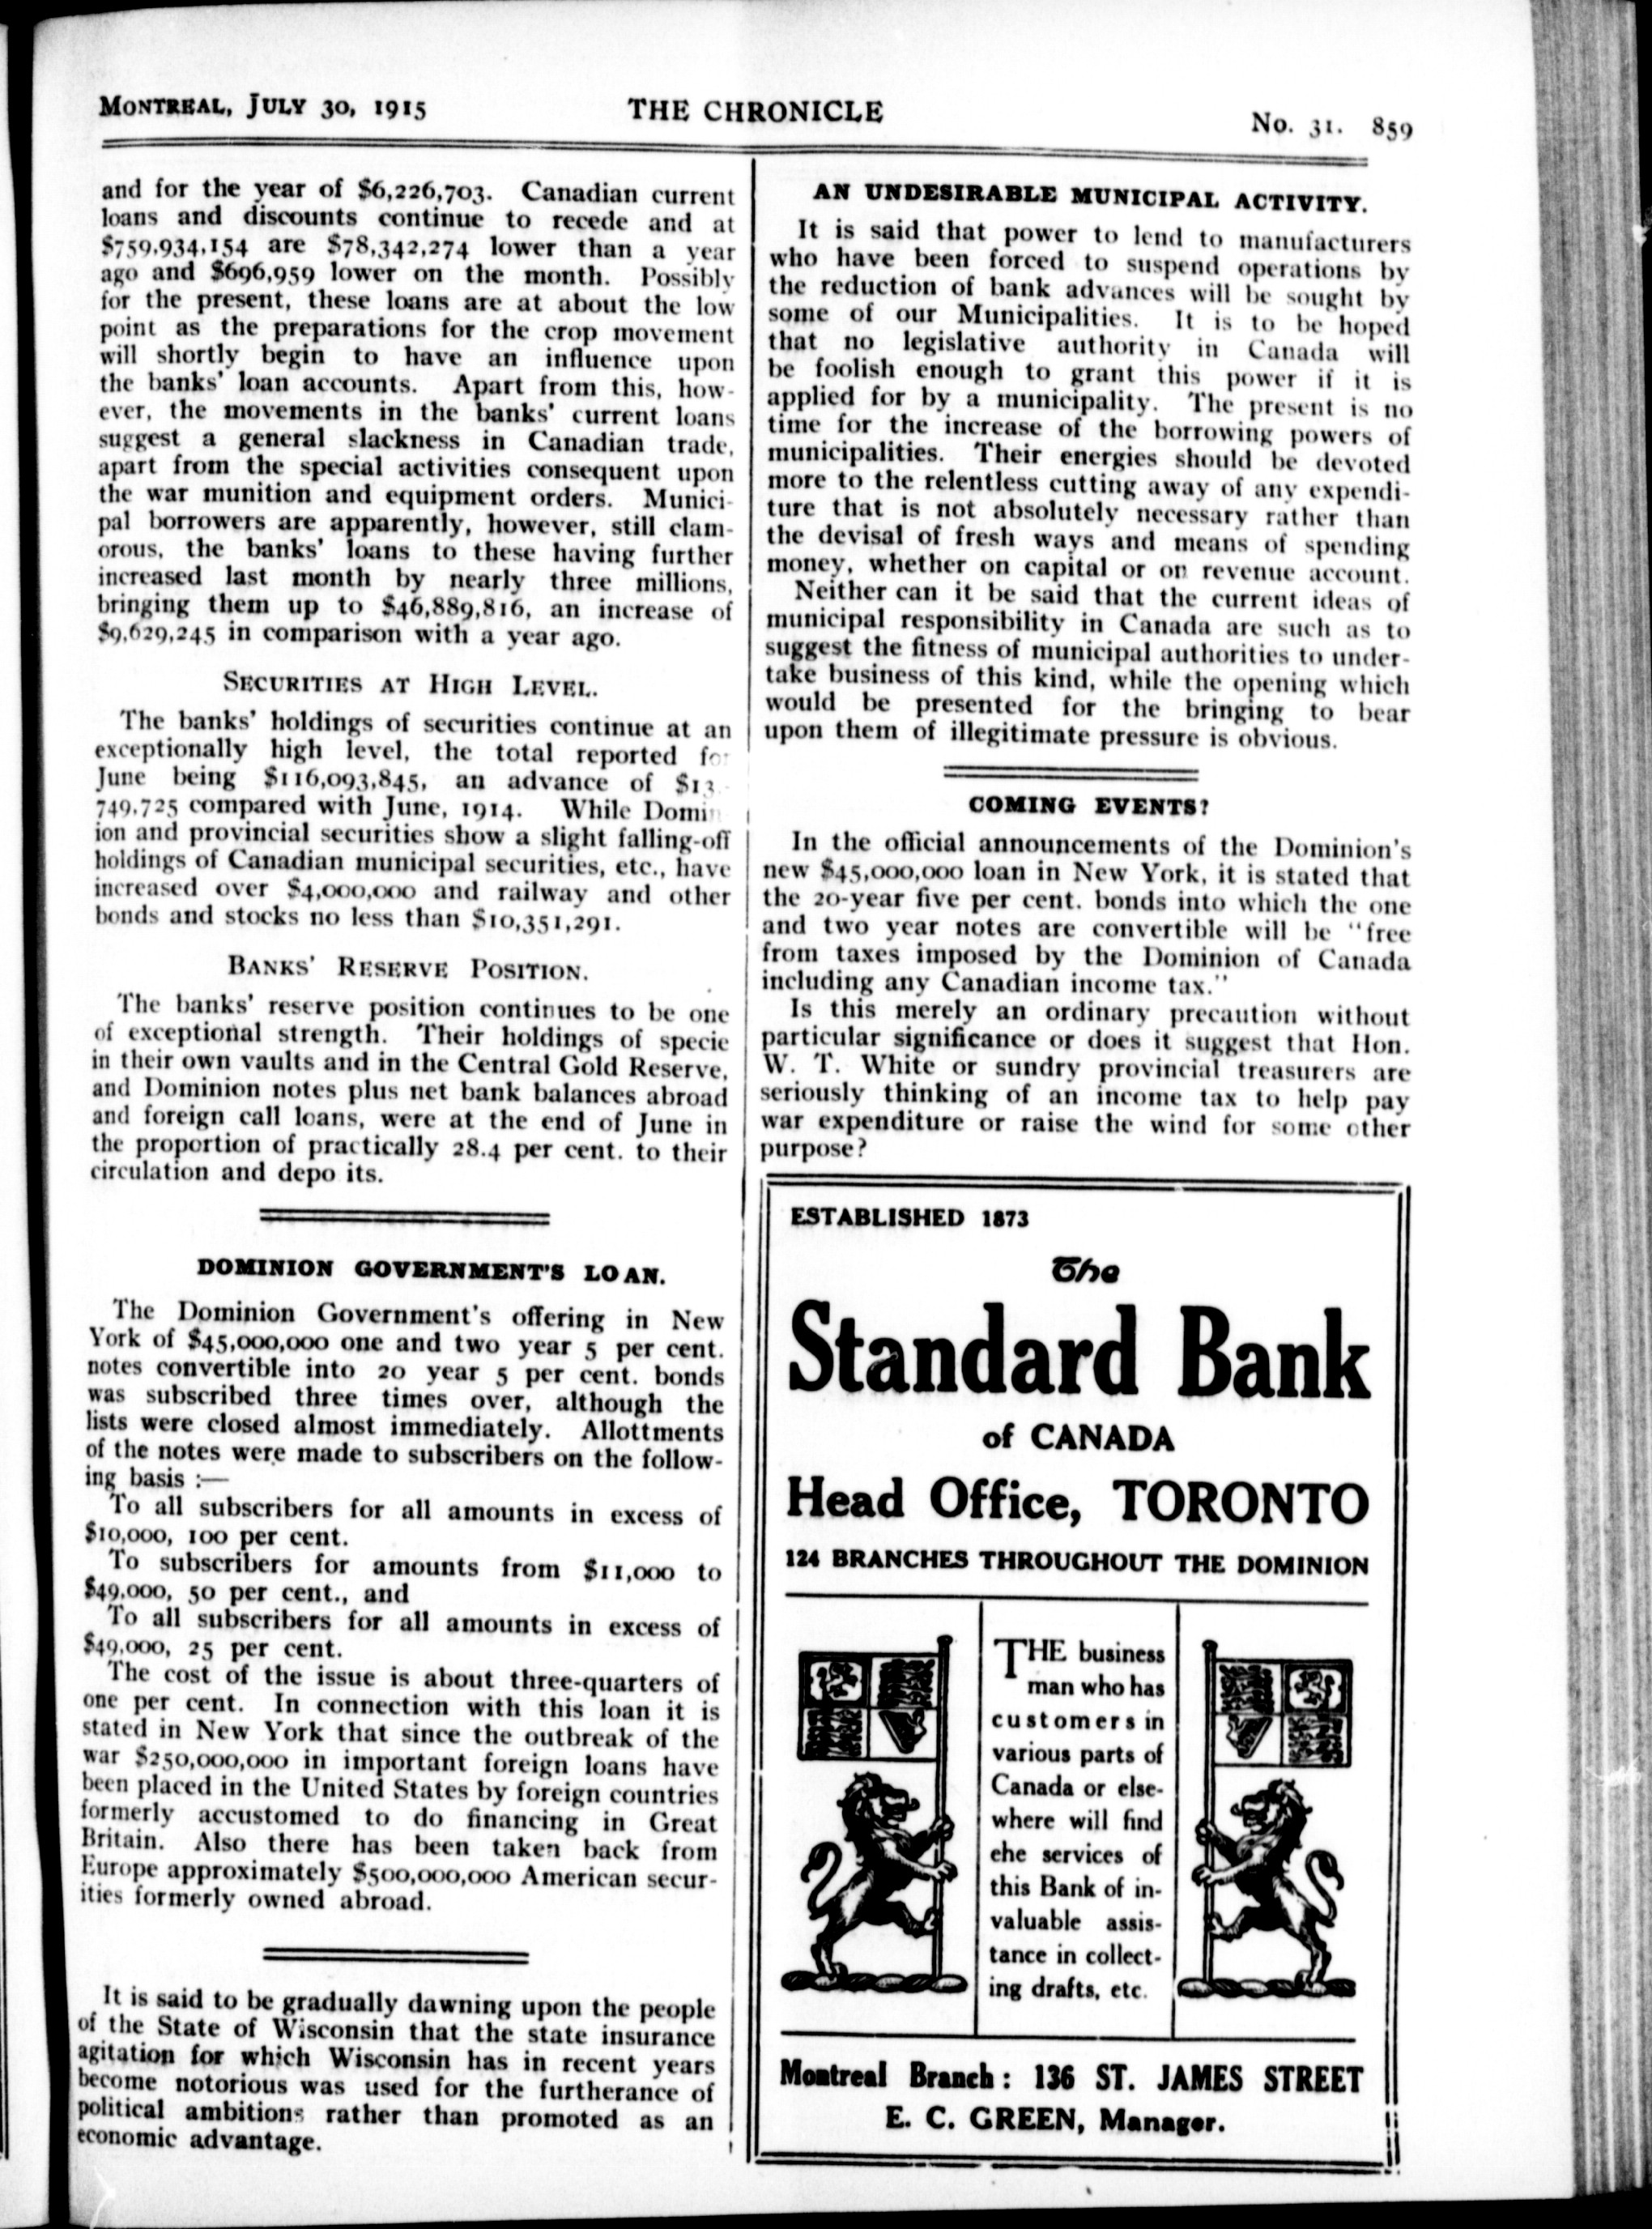 MONTREAL, JULY 30, 1915 THE CHRONICLE No. 31. 859
and for the year of $6,226,703. Canadian current
loans and discounts continue to recede and at
$759,934,154 are $78,342,274 lower than a year
ago and $696,959 lower on the month. Possibly
for the present, these loans are at about the low
point as the preparations for the crop movement
will shortly begin to have an influence upon
the banks' loan accounts. Apart from this, how-
ever, the movements in the banks' current loans
suggest a general slackness in Canadian trade,
apart from the special activities consequent upon
the war munition and equipment orders. Munici-
pal borrowers are apparently, however, still clam-
orous, the banks' loans to these having further
increased last month by nearly three millions,
bringing them up to $46,889,816, an increase of
$9,629,245 in comparison with a year ago.
SECURITIES AT HIGH LEVEL.
The banks' holdings of securities continue at an
exceptionally high level, the total reported for
June being $116,093,845, an advance of $13
749,725 compared with June, 1914. While Domin
ion and provincial securities show a slight falling-off
holdings of Canadian municipal securities, etc., have
increased over $4,000,000 and railway and other
bonds and stocks no less than $10,351,291.
BANKS' RESERVE POSITION.
The banks' reserve position continues to be one
of exceptional strength. Their holdings of specie
in their own vaults and in the Central Gold Reserve,
and Dominion notes plus net bank balances abroad
and foreign call loans, were at the end of June in
the proportion of practically 28.4 per cent. to their
circulation and depo its.
DOMINION GOVERNMENT'S LOAN.
The Dominion Government's offering in New
York of $45,000,000 one and two year 5 per cent.
notes convertible into 20 year 5 per cent. bonds
was subscribed three times over, although the
lists were closed almost immediately. Allottments
of the notes were made to subscribers on the follow-
ing basis :—
To all subscribers for all amounts in excess of
$10,000, 100 per cent.
To subscribers for amounts from $11,000 to
$49,000, 50 per cent., and
To all subscribers for all amounts in excess of
$49,000, 25 per cent.
The cost of the issue is about three-quarters of
one per cent. In connection with this loan it is
stated in New York that since the outbreak of the
war $250,000,000 in important foreign loans have
been placed in the United States by foreign countries
formerly accustomed to do financing in Great
Britain. Also there has been taken back from
Europe approximately $500,000,000 American secur-
ities formerly owned abroad.
It is said to be gradually dawning upon the people
of the State of Wisconsin that the state insurance
agitation for which Wisconsin has in recent years
become notorious was used for the furtherance of
political ambitions rather than promoted as an
economic advantage.
AN UNDESIRABLE MUNICIPAL ACTIVITY.
It is said that power to lend to manufacturers
who have been forced to suspend operations by
the reduction of bank advances will be sought by
some of our Municipalities. It is to be hoped
that no legislative authority in Canada will
be foolish enough to grant this power if it is
applied for by a municipality. The present is no
time for the increase of the borrowing powers of
municipalities. Their energies should be devoted
more to the relentless cutting away of any expendi-
ture that is not absolutely necessary rather than
the devisal of fresh ways and means of spending
money, whether on capital or on revenue account.
Neither can it be said that the current ideas of
municipal responsibility in Canada are such as to
suggest the fitness of municipal authorities to under-
take business of this kind, while the opening which
would be presented for the bringing to bear
upon them of illegitimate pressure is obvious.
COMING EVENTS?
In the official announcements of the Dominion's
new $45,000,000 loan in New York, it is stated that
the 20-year five per cent. bonds into which the one
and two year notes are convertible will be "free
from taxes imposed by the Dominion of Canada
including any Canadian income tax."
Is this merely an ordinary precaution without
particular significance or does it suggest that Hon.
W. T. White or sundry provincial treasurers are
seriously thinking of an income tax to help pay
war expenditure or raise the wind for some other
purpose?
ESTABLISHED 1873
The
Standard Bank
of CANADA
Head Office, TORONTO
124 BRANCHES THROUGHOUT THE DOMINION
THE business
man who has
customers in
various parts of
Canada or else-
where will find
ehe services of
this Bank of in-
valuable assis-
tance in collect-
ing drafts, etc.
Montreal Branch : 136 ST. JAMES STREET
E. C. GREEN, Manager.